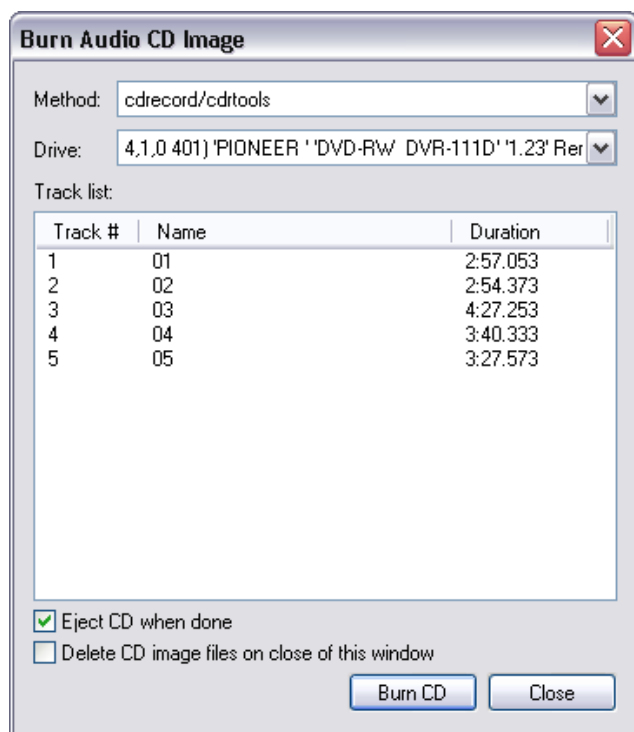 Burn Audio CD Image
Method: cdrecord/cdrtools
Drive: 4,1,0 401) 'PIONEER ' 'DVD-RW  DVR-111D' '1.23' Rer
Track list:
Track # Name Duration
1 01 2:57.053
2 02 2:54.373
3 03 4:27.253
4 04 3:40.333
5 05 3:27.573
Eject CD when done
Delete CD image files on close of this window
Burn CD Close